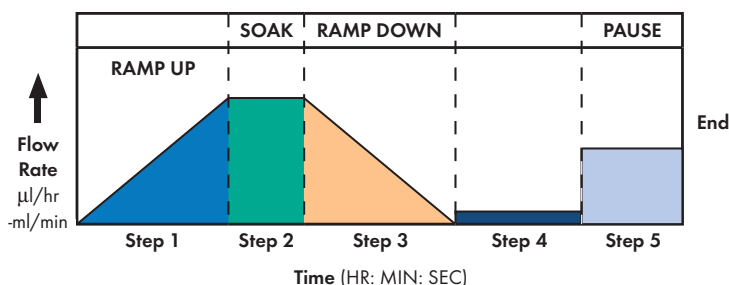 SOAK RAMP DOWN PAUSE
RAMP UP
End
Flow
Rate
µl/hr
-ml/min
Step 1 Step 2 Step 3 Step 4 Step 5
Time (HR: MIN: SEC)